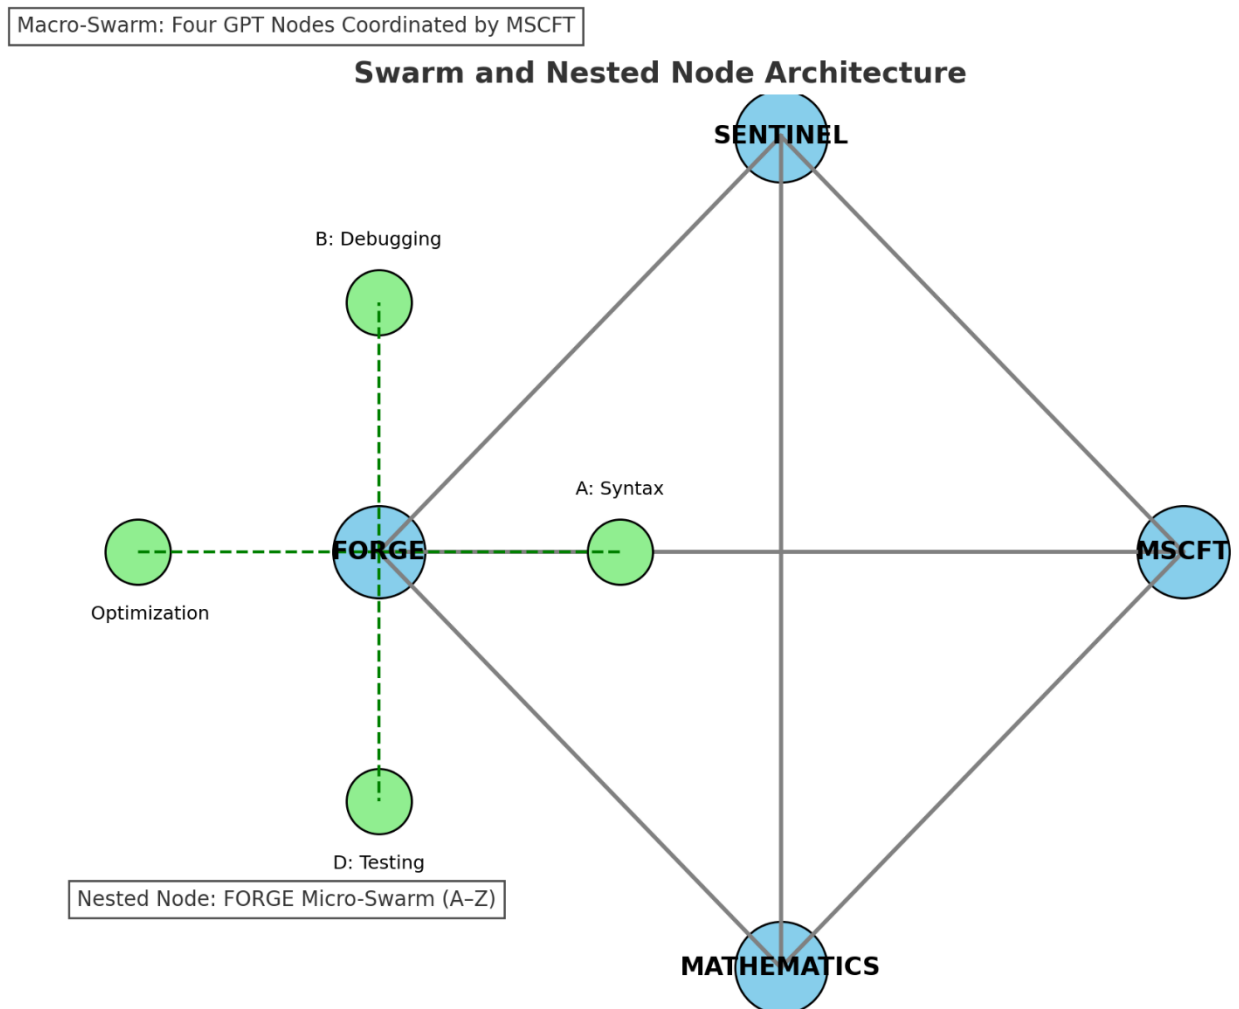 Macro-Swarm: Four GPT Nodes Coordinated by MSCFT
Swarm and Nested Node Architecture
SENTINEL
B: Debugging
A: Syntax
FORGE
MSCFT
Optimization
D: Testing
Nested Node: FORGE Micro-Swarm (A–Z)
MATHEMATICS